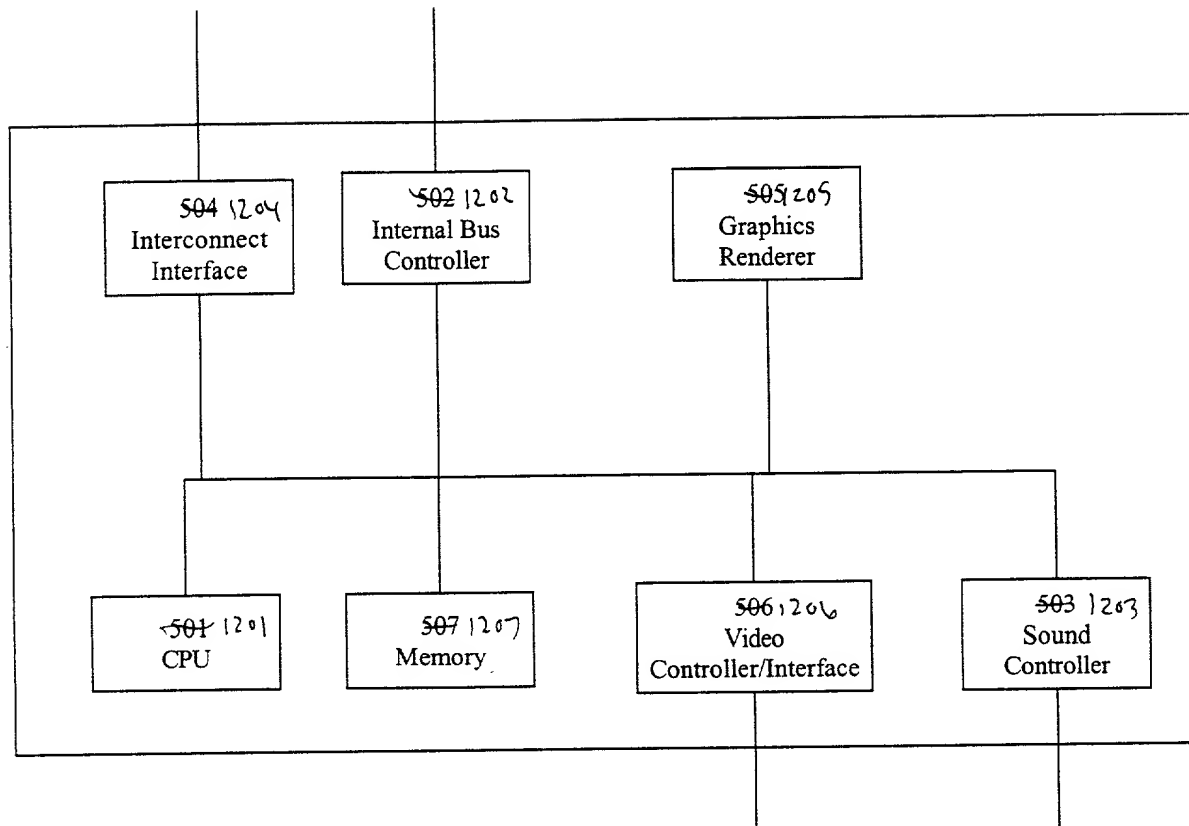 504 1204
Interconnect
Interface
502 1202
Internal Bus
Controller
505 1205
Graphics
Renderer
501 1201
CPU
507 1207
Memory
506 1206
Video
Controller/Interface
503 1203
Sound
Controller